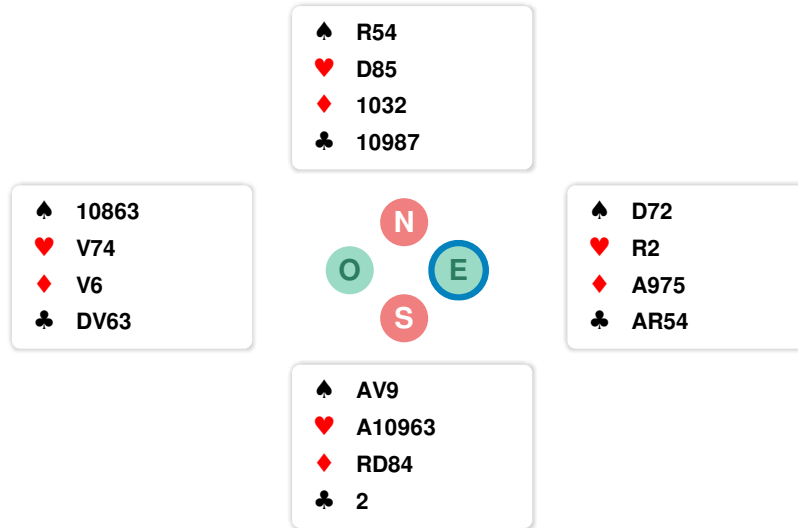 ♠ R54
♥ D85
♦ 1032
♣ 10987
♠ 10863
♥ V74
♦ V6
♣ DV63
N
O E
S
♠ D72
♥ R2
♦ A975
♣ AR54
♠ AV9
♥ A10963
♦ RD84
♣ 2